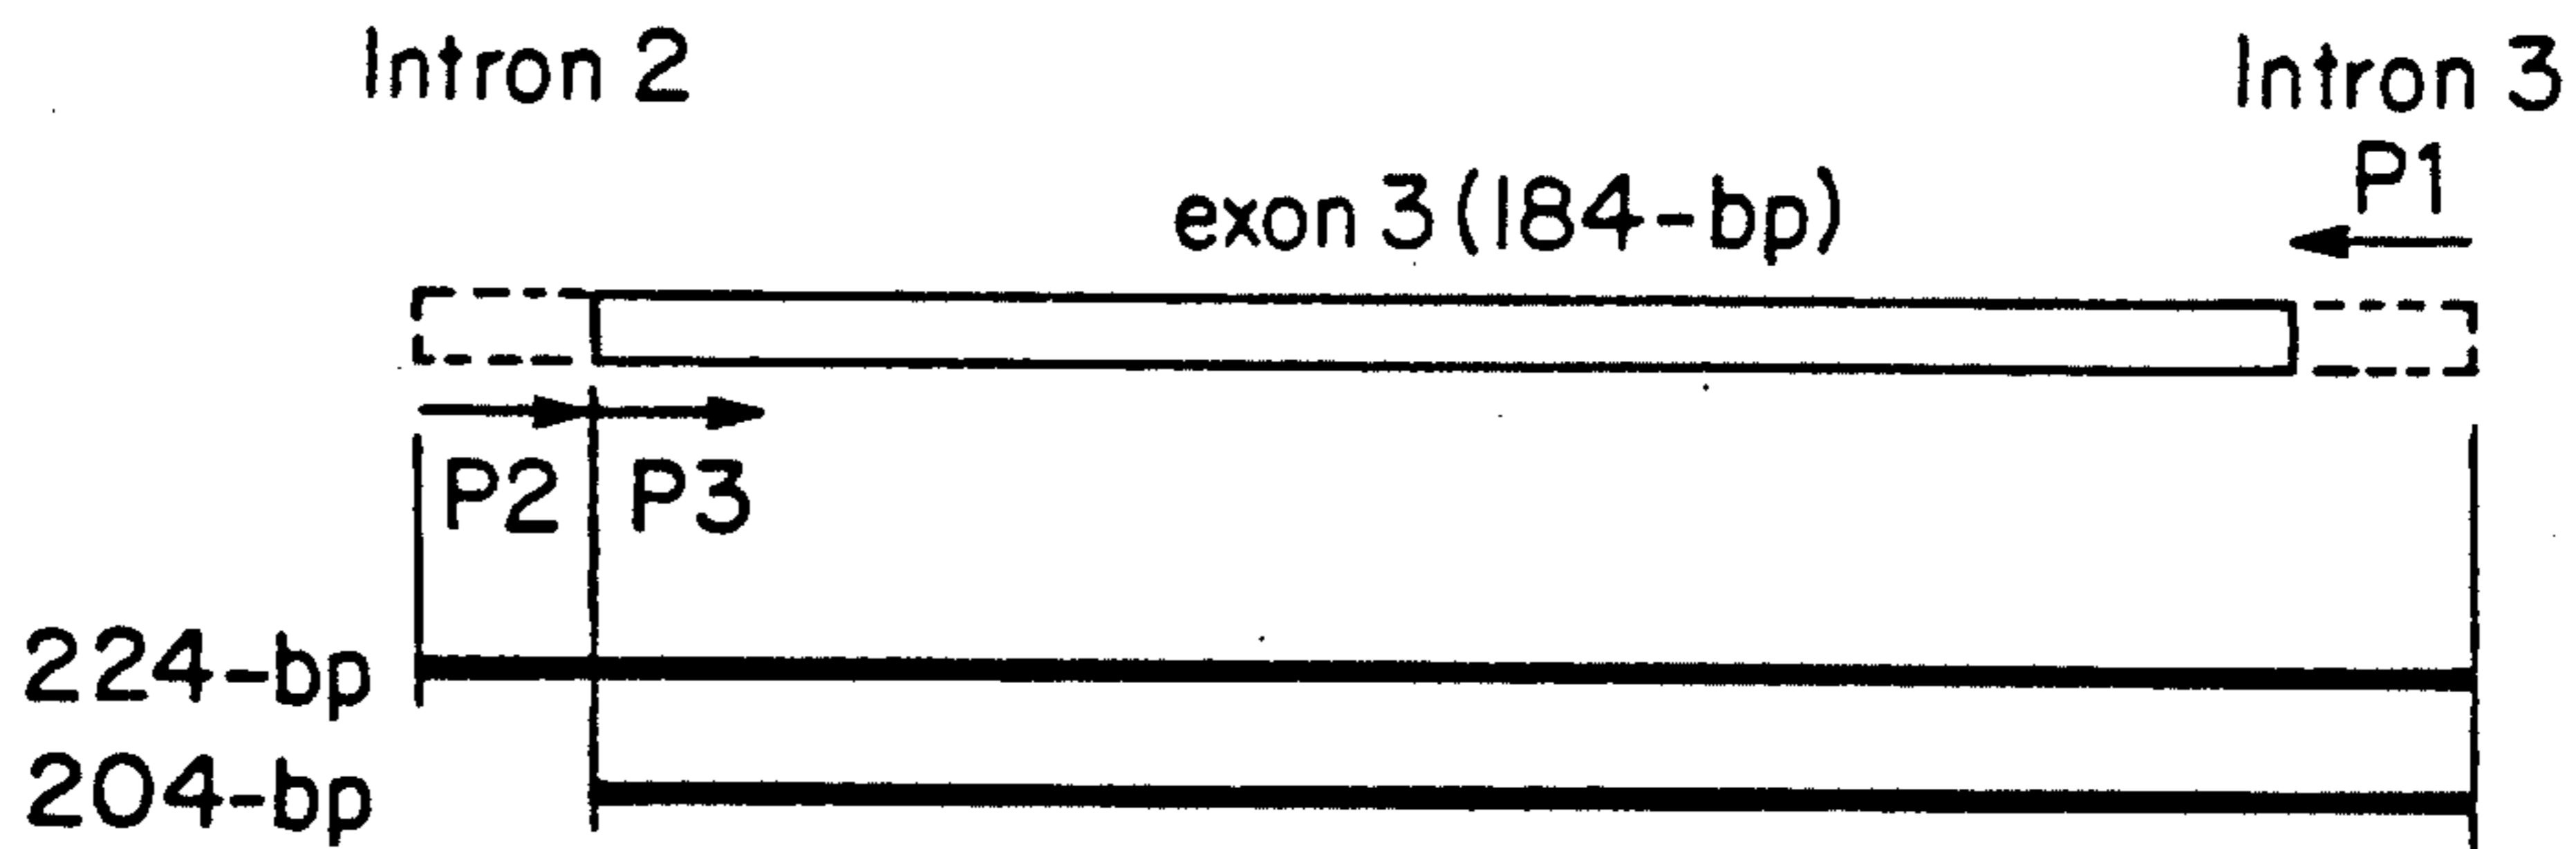 Intron 2
Intron 3
P1
exon 3 (184-bp)
P2
P3
224-bp
204-bp